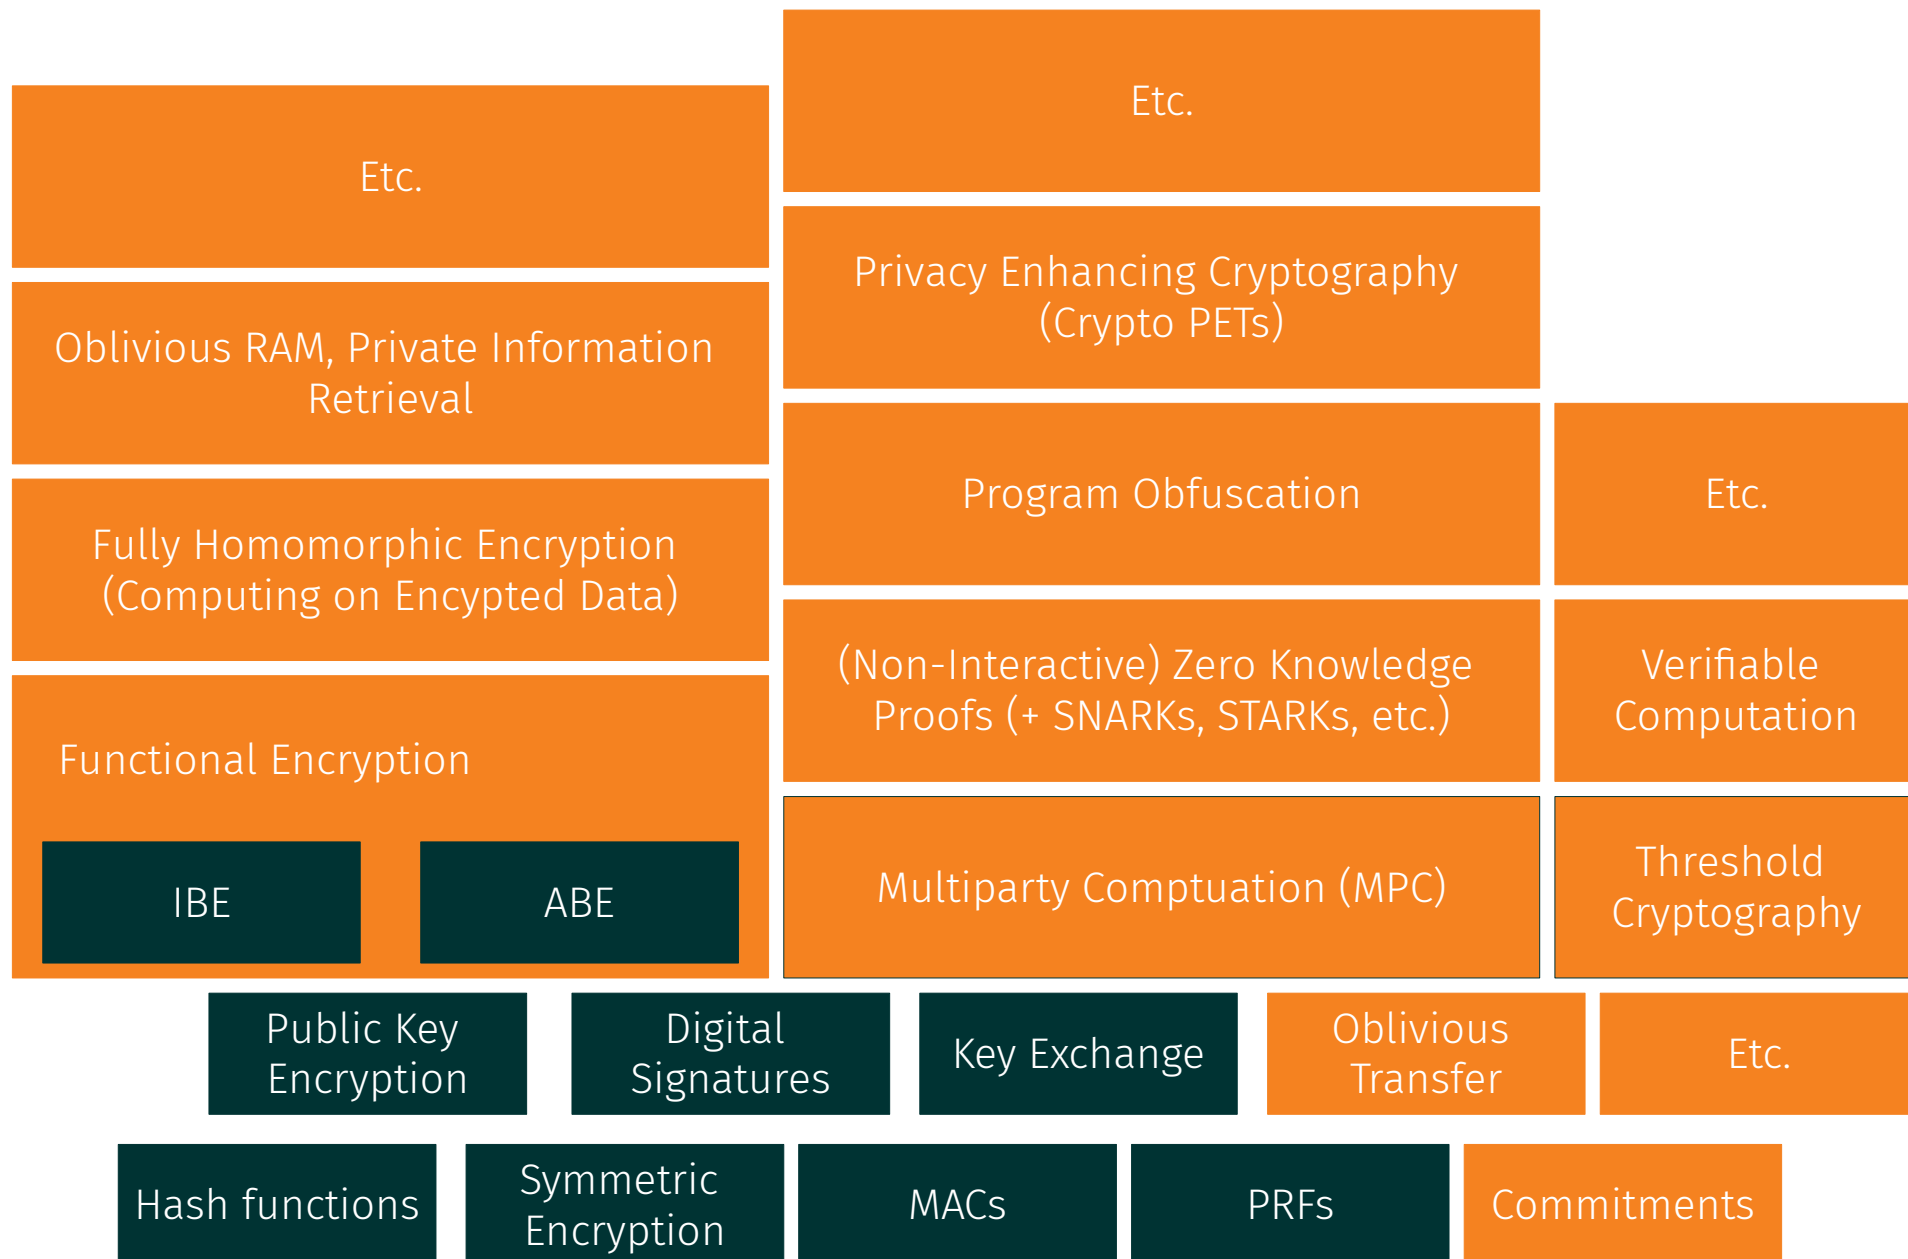 Etc.
Etc.
Privacy Enhancing Cryptography
(Crypto PETs)
Oblivious RAM, Private Information
Retrieval
Program Obfuscation
Etc.
Fully Homomorphic Encryption
(Computing on Encypted Data)
(Non-Interactive) Zero Knowledge
Proofs (+ SNARKs, STARKs, etc.)
Verifiable
Computation
Functional Encryption
IBE
ABE
Multiparty Comptuation (MPC)
Threshold
Cryptography
Public Key
Encryption
Digital
Signatures
Key Exchange
Oblivious
Transfer
Etc.
Hash functions
Symmetric
Encryption
MACs
PRFs
Commitments